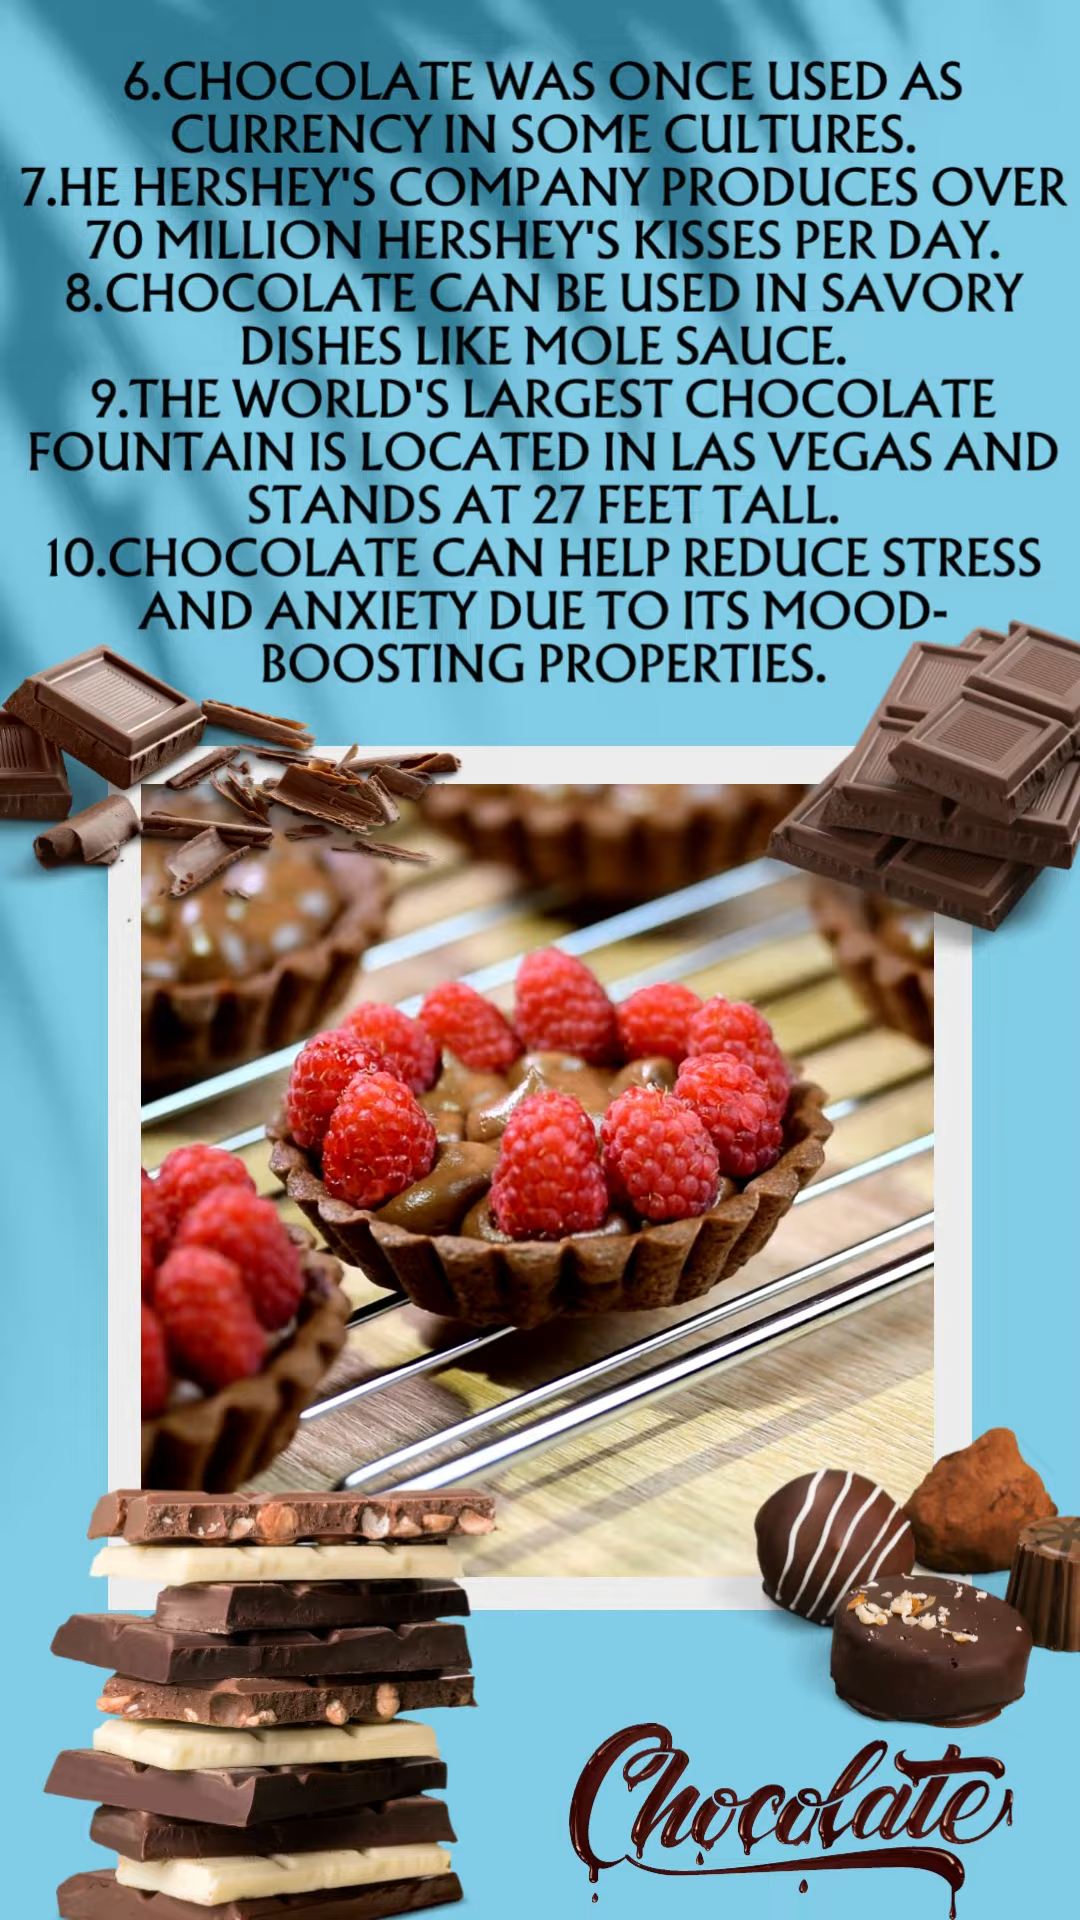 6.CHOCOLATE WAS ONCE USED AS
CURRENCY IN SOME CULTURES.
7.HE HERSHEY'S COMPANY PRODUCES OVER
70 MILLION HERSHEY'S KISSES PER DAY.
8.CHOCOLATE CAN BE USED IN SAVORY
DISHES LIKE MOLE SAUCE.
9.THE WORLD'S LARGEST CHOCOLATE
FOUNTAIN IS LOCATED IN LAS VEGAS AND
STANDS AT 27 FEET TALL.
10.CHOCOLATE CAN HELP REDUCE STRESS
AND ANXIETY DUE TO ITS MOOD-
BOOSTING PROPERTIES.
Chocolate